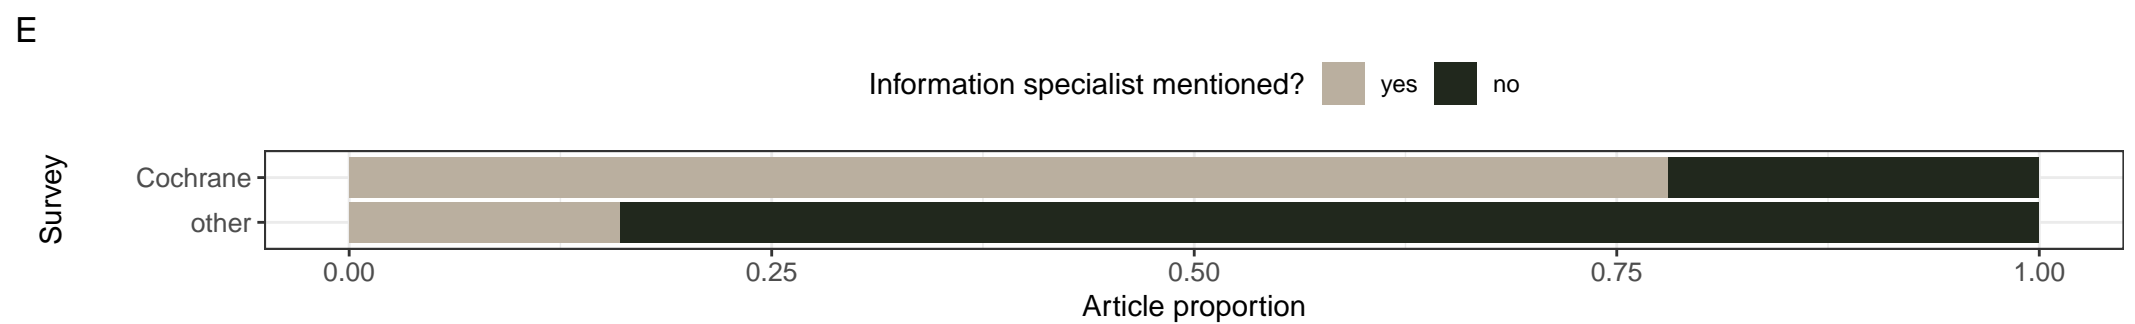 E
Information specialist mentioned? yes no
Survey
Cochrane
other
0.00 0.25 0.50 0.75 1.00
Article proportion